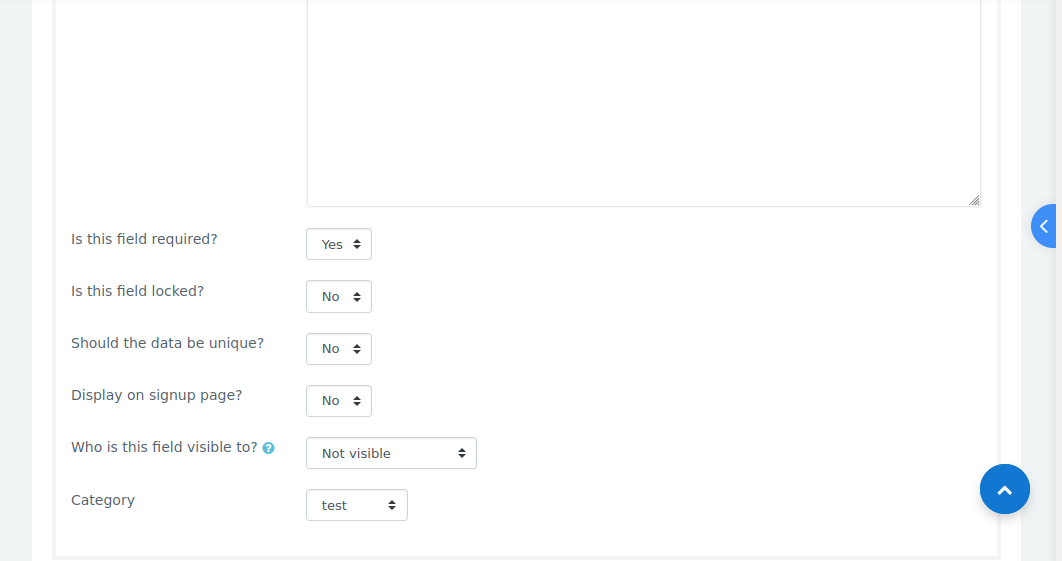 Is this field required? Yes
Is this field locked? No
Should the data be unique? No
Display on signup page? No
Who is this field visible to? ? Not visible
Category test